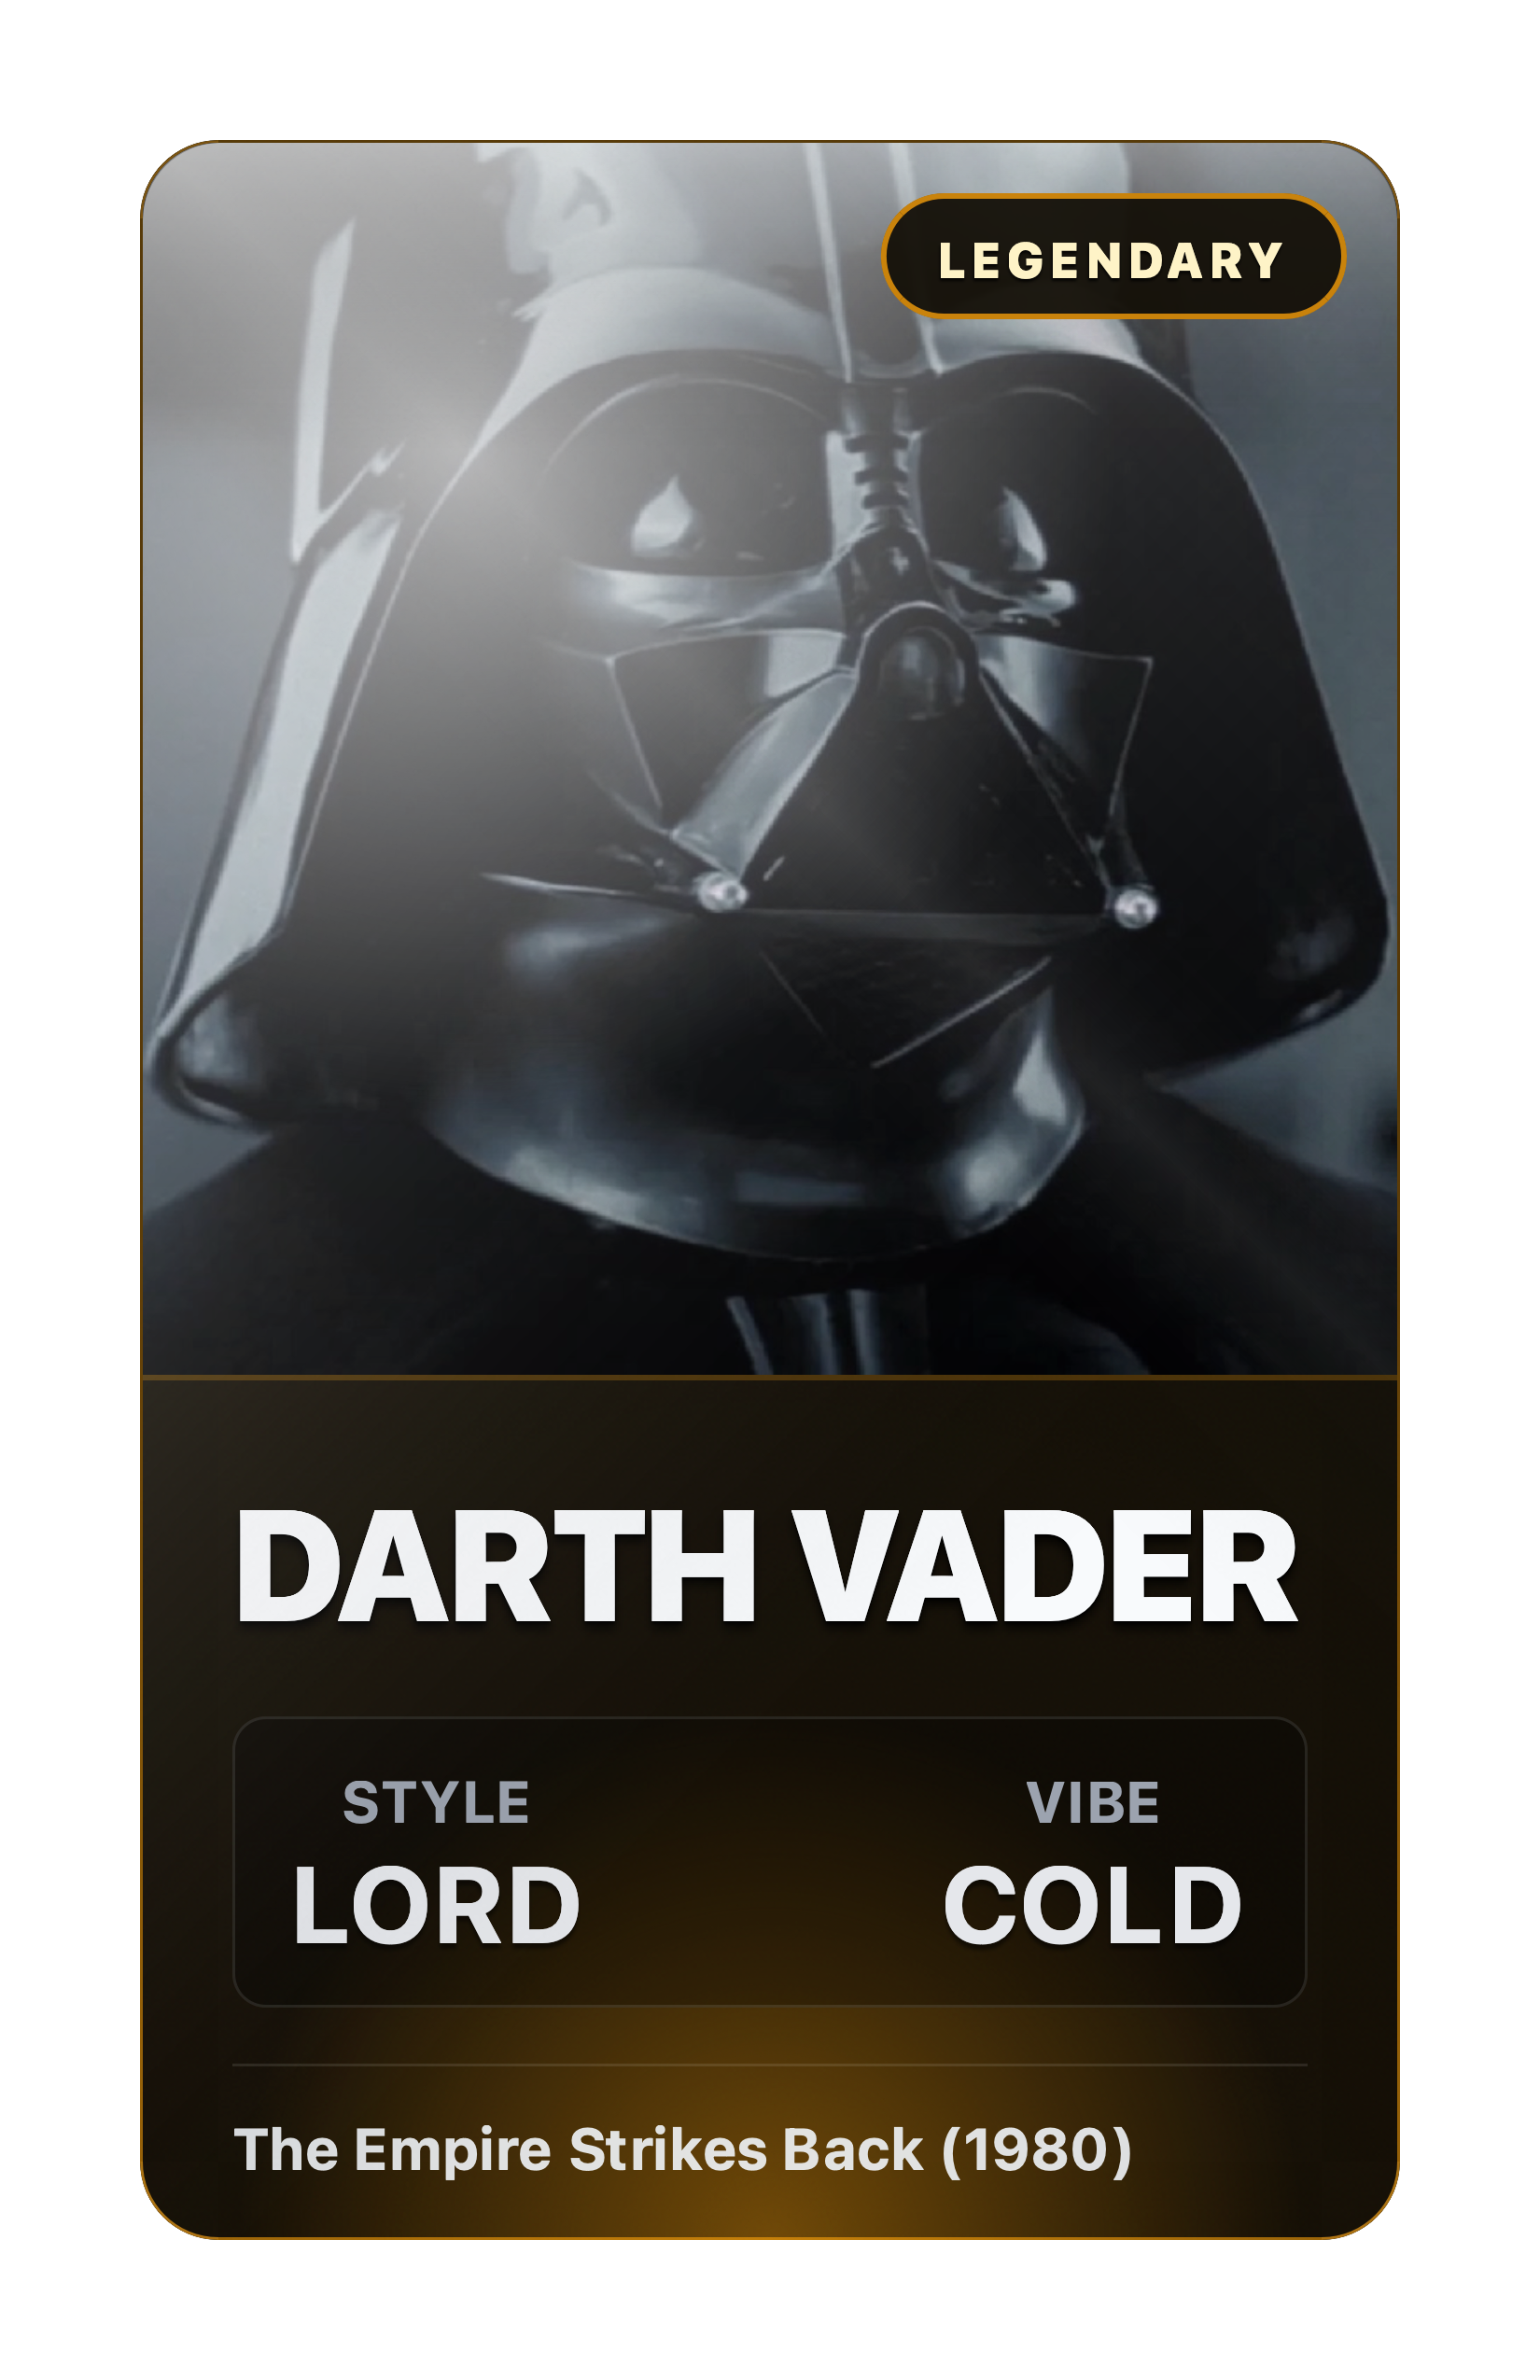 LEGENDARY
DARTH VADER
STYLE
LORD
VIBE
COLD
The Empire Strikes Back (1980)